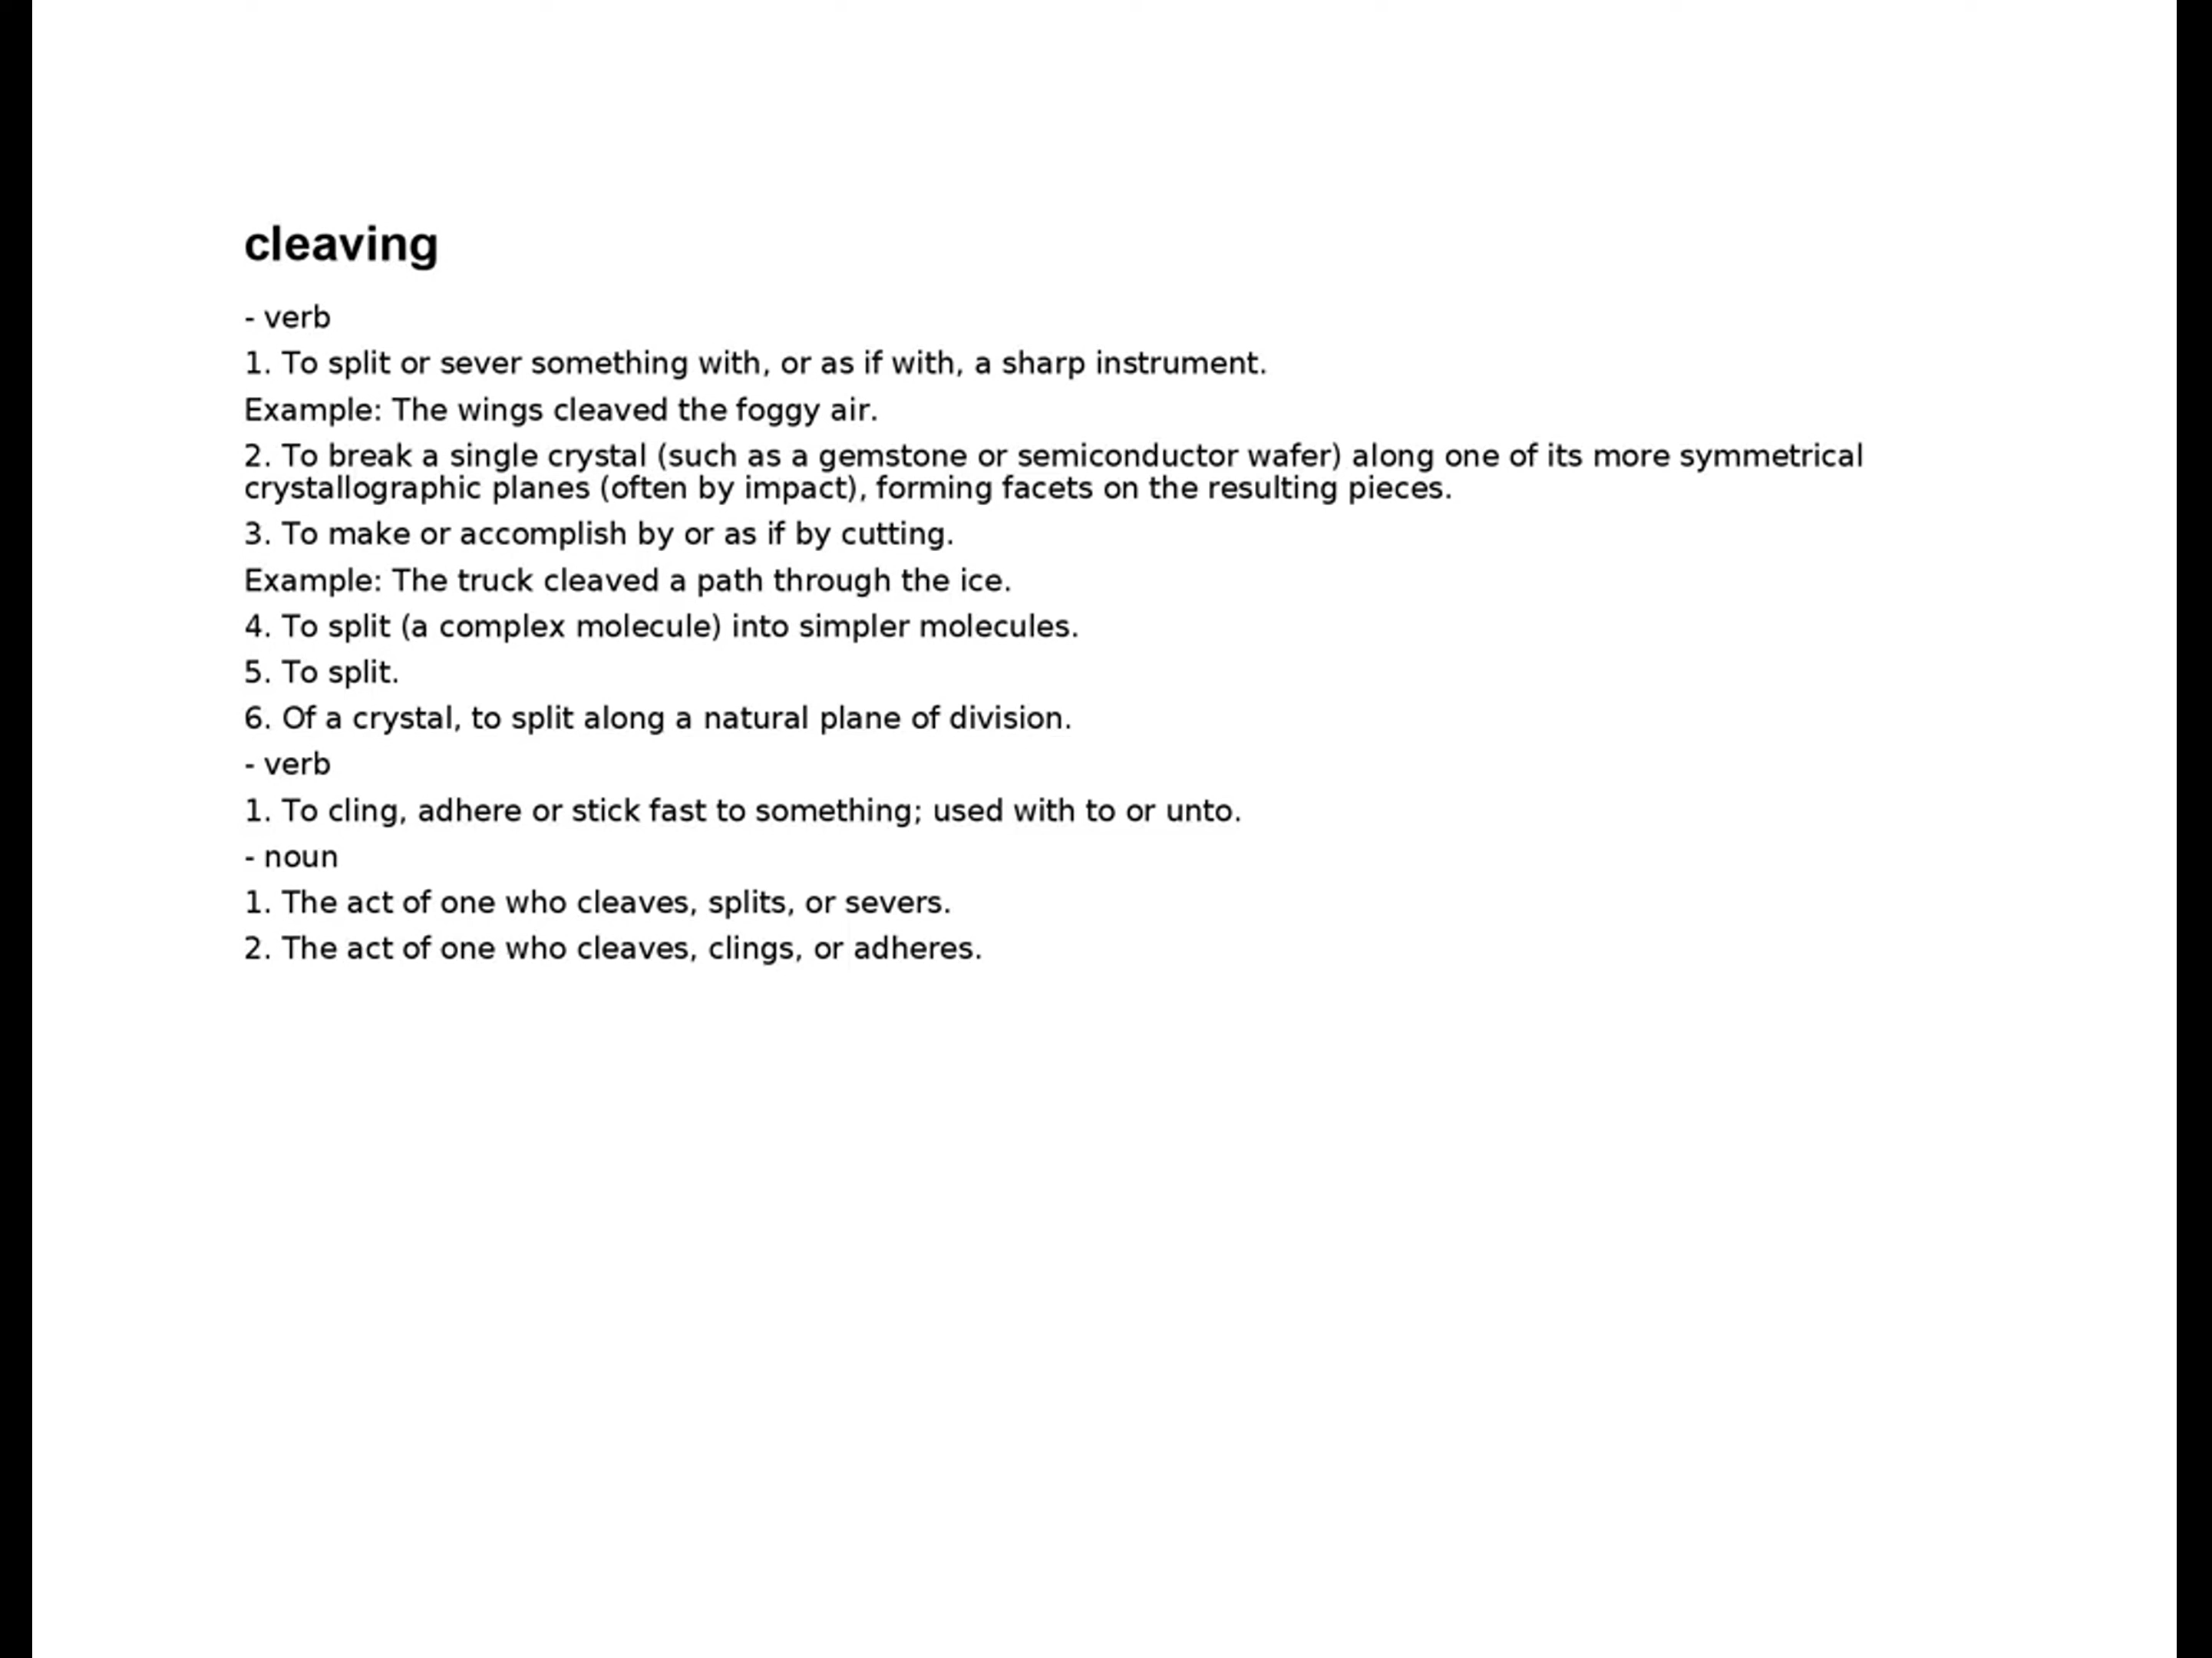 cleaving
- verb
1. To split or sever something with, or as if with, a sharp instrument.
Example: The wings cleaved the foggy air.
2. To break a single crystal (such as a gemstone or semiconductor wafer) along one of its more symmetrical
crystallographic planes (often by impact), forming facets on the resulting pieces.
3. To make or accomplish by or as if by cutting.
Example: The truck cleaved a path through the ice.
4. To split (a complex molecule) into simpler molecules.
5. To split.
6. Of a crystal, to split along a natural plane of division.
- verb
1. To cling, adhere or stick fast to something; used with to or unto.
- noun
1. The act of one who cleaves, splits, or severs.
2. The act of one who cleaves, clings, or adheres.